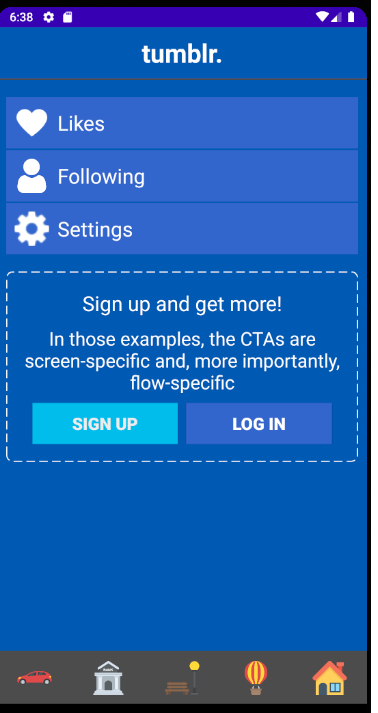 6:38
tumblr.
Likes
Following
Settings
Sign up and get more!
In those examples, the CTAs are
screen-specific and, more importantly,
flow-specific
SIGN UP
LOG IN